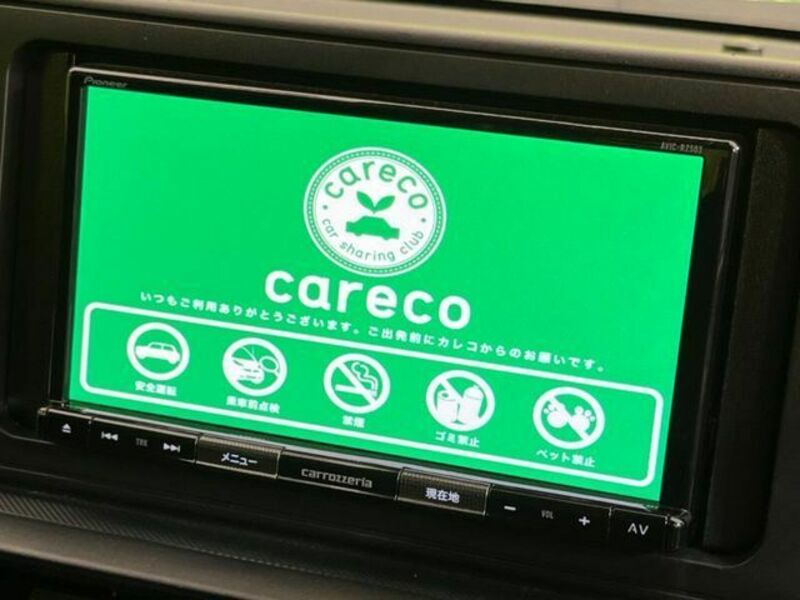 Pioneer
AVIC-RZ503
careco
car sharing club
careco
いつもご利用ありがとうございます。ご出発前にカレコからのお願いです。
安全運転
乗車前点検
禁煙
ゴミ禁止
ペット禁止
TRK
メニュー
carrozzeria
現在地
VOL
AV